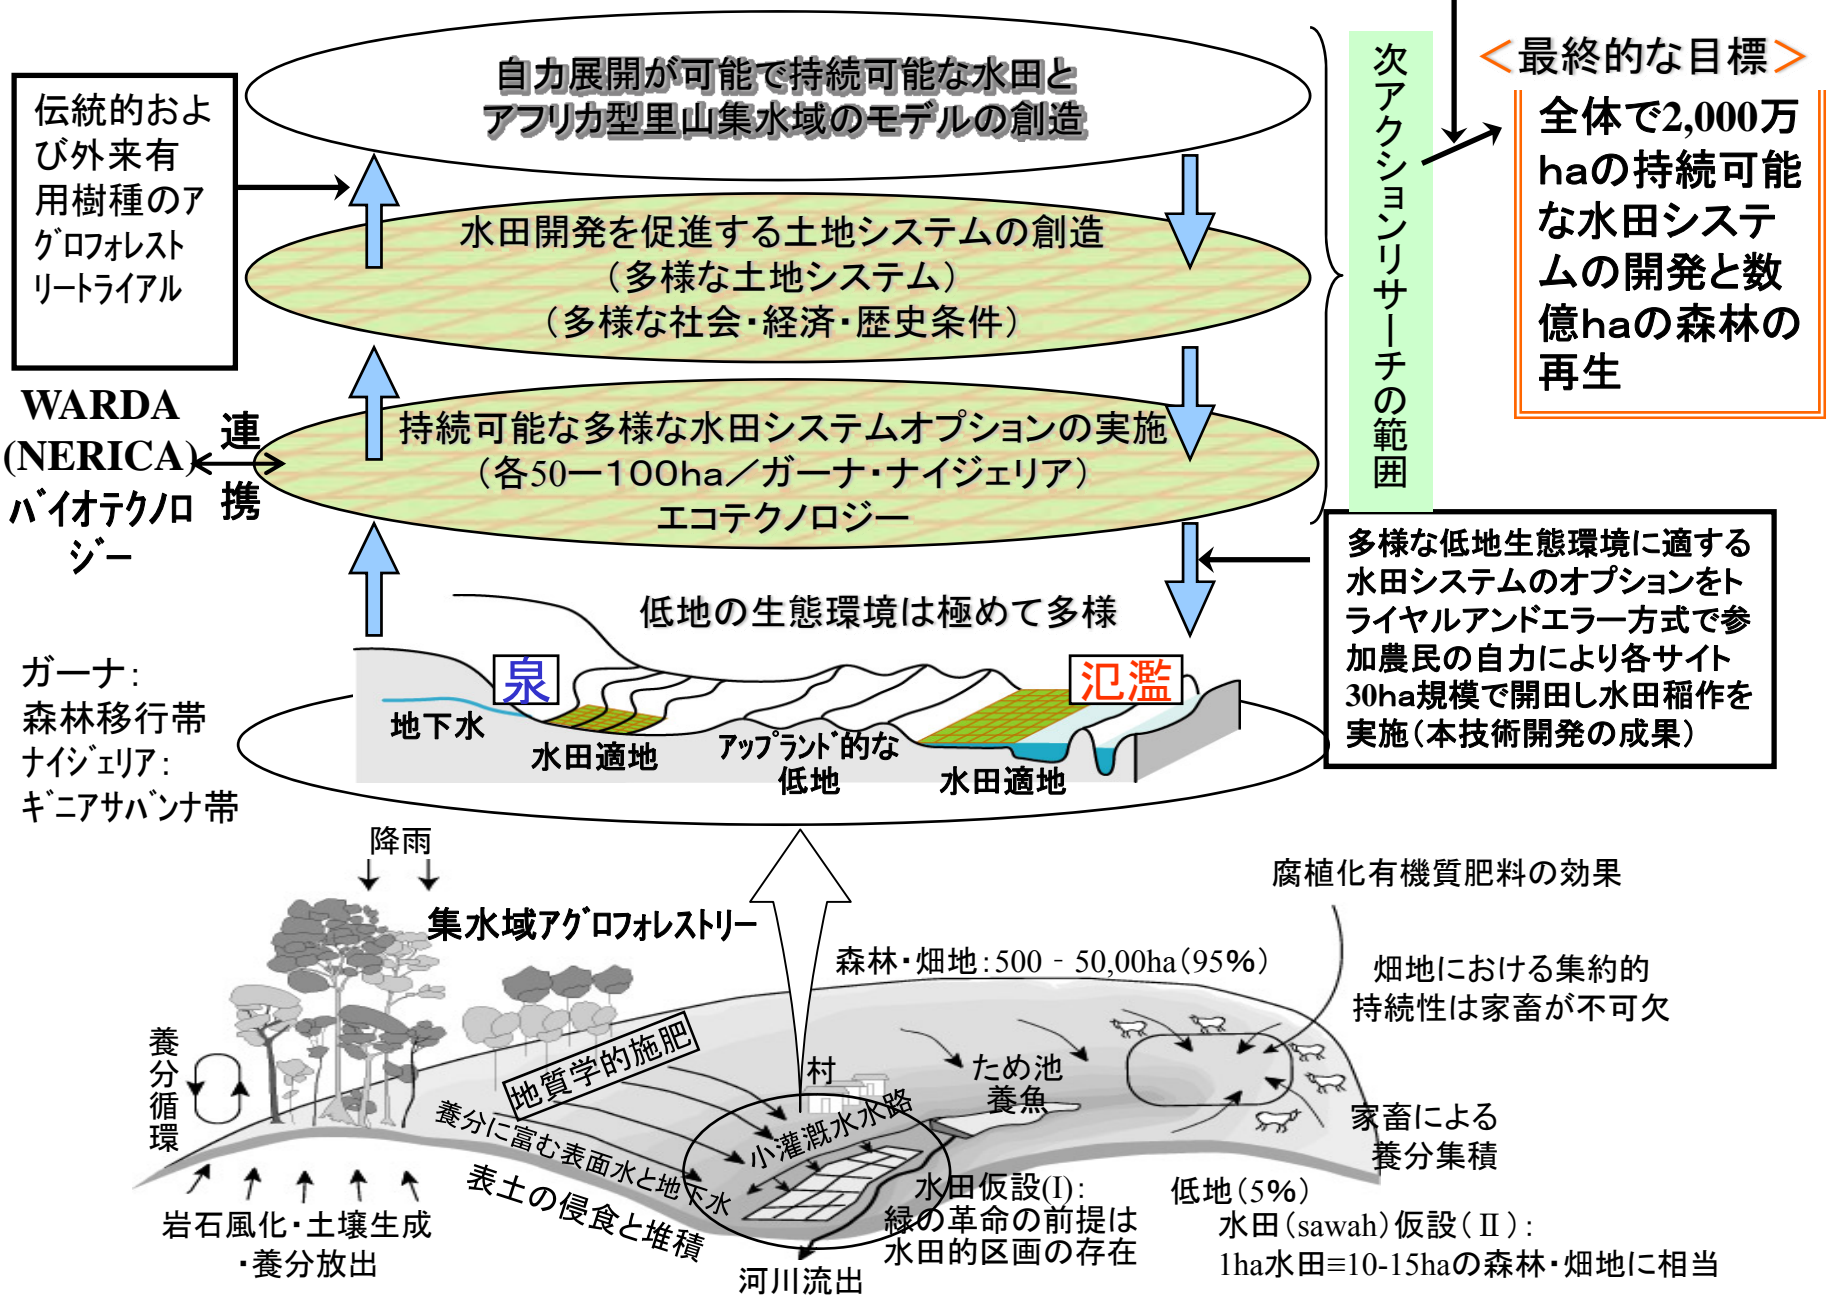 自力展開が可能で持続可能な水田と
アフリカ型里山集水域のモデルの創造
伝統的およ
び外来有
用樹種のア
グロフォレスト
リートライアル
水田開発を促進する土地システムの創造
（多様な土地システム）
（多様な社会・経済・歴史条件）
次アクションリサーチの範囲
＜最終的な目標＞
全体で2,000万
haの持続可能
な水田システ
ムの開発と数
億haの森林の
再生
WARDA
(NERICA)
バイオテクノロ
ジー
連
携
持続可能な多様な水田システムオプションの実施
（各50ー100ha／ガーナ・ナイジェリア）
エコテクノロジー
多様な低地生態環境に適する
水田システムのオプションをト
ライヤルアンドエラー方式で参
加農民の自力により各サイト
30ha規模で開田し水田稲作を
実施（本技術開発の成果）
低地の生態環境は極めて多様
ガーナ：
森林移行帯
ナイジェリア：
ギニアサバンナ帯
泉
氾濫
地下水
水田適地
アップランド的な
低地
水田適地
降雨
集水域アグロフォレストリー
腐植化有機質肥料の効果
森林・畑地：500‐50,00ha（95%）
畑地における集約的
持続性は家畜が不可欠
養分循環
地質学的施肥
村
ため池
養魚
小灌漑水水路
養分に富む表面水と地下水
表土の侵食と堆積
家畜による
養分集積
岩石風化・土壌生成
・養分放出
河川流出
水田仮設(I)：
緑の革命の前提は
水田的区画の存在
低地（5%）
水田（sawah）仮設（Ⅱ）：
1ha水田≡10-15haの森林・畑地に相当